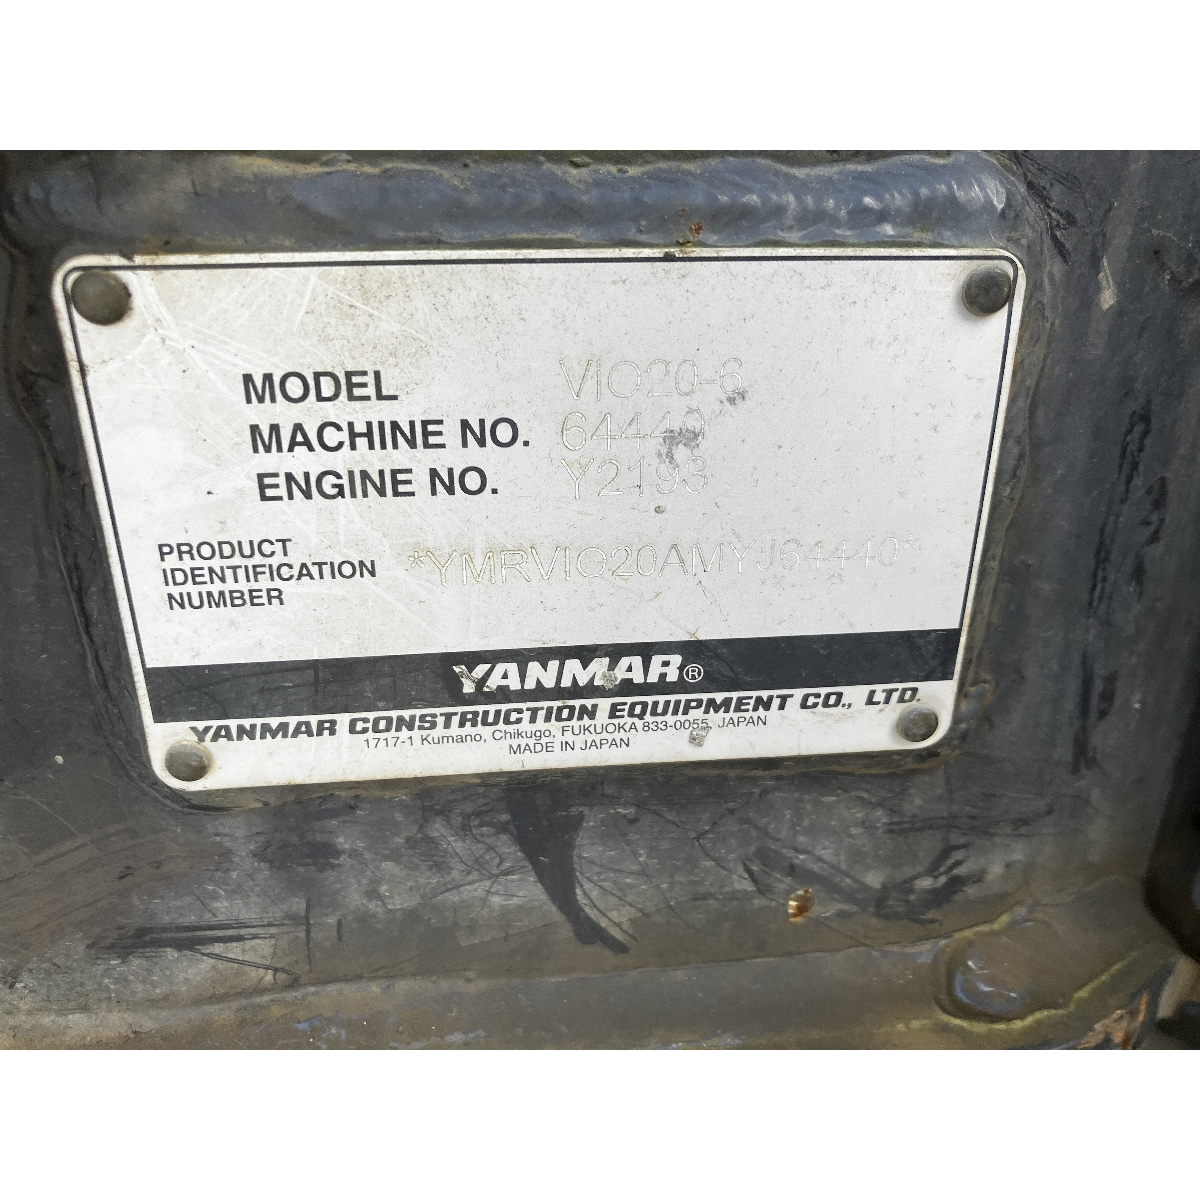 MODEL ViO20-6
MACHINE NO. 64440
ENGINE NO. Y2193
PRODUCT
IDENTIFICATION
NUMBER *YMRVIO20AMYJ64440*
YANMAR®
YANMAR CONSTRUCTION EQUIPMENT CO., LTD.
1717-1 Kumano, Chikugo, FUKUOKA 833-0055, JAPAN
MADE IN JAPAN